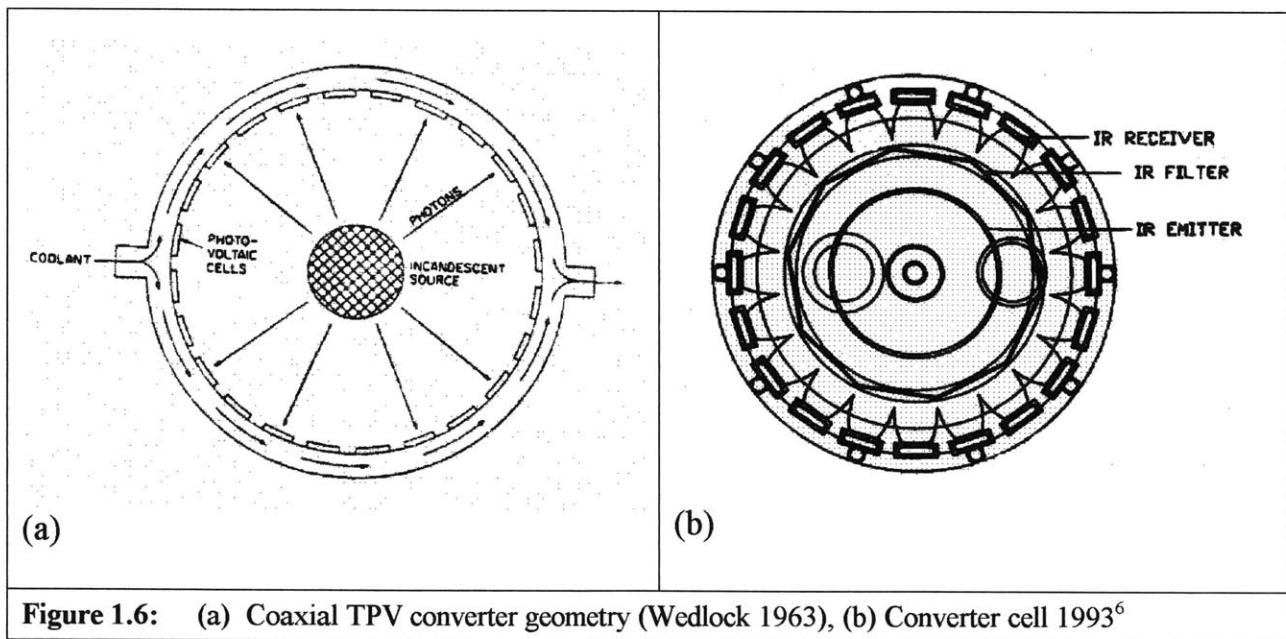 COOLANT
PHOTO-
VOLTAIC
CELLS
PHOTONS
INCANDESCENT
SOURCE
(a)
IR RECEIVER
IR FILTER
IR EMITTER
(b)
Figure 1.6: (a) Coaxial TPV converter geometry (Wedlock 1963), (b) Converter cell 1993⁶